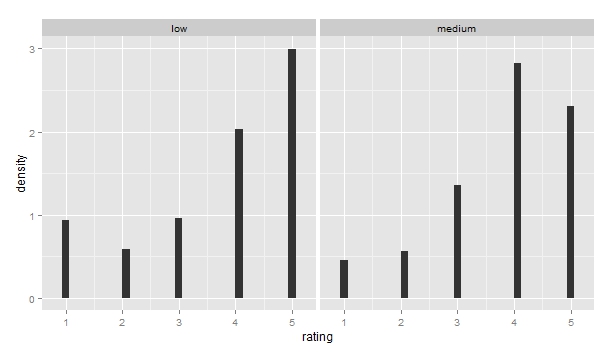 low medium
3
2
1
0
density
1 2 3 4 5 1 2 3 4 5
rating